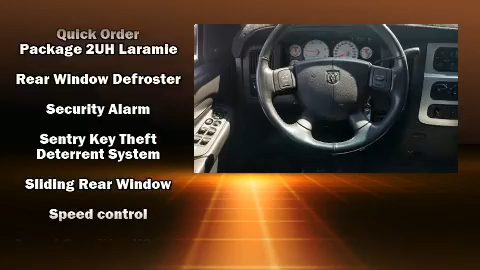 Quick Order
Package 2UH Laramie
Rear Window Defroster
Security Alarm
Sentry Key Theft
Deterrent System
Sliding Rear Window
Speed control